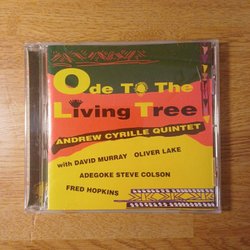 Ode To The
Living Tree
ANDREW CYRILLE QUINTET
with DAVID MURRAY OLIVER LAKE
ADEGOKE STEVE COLSON
FRED HOPKINS